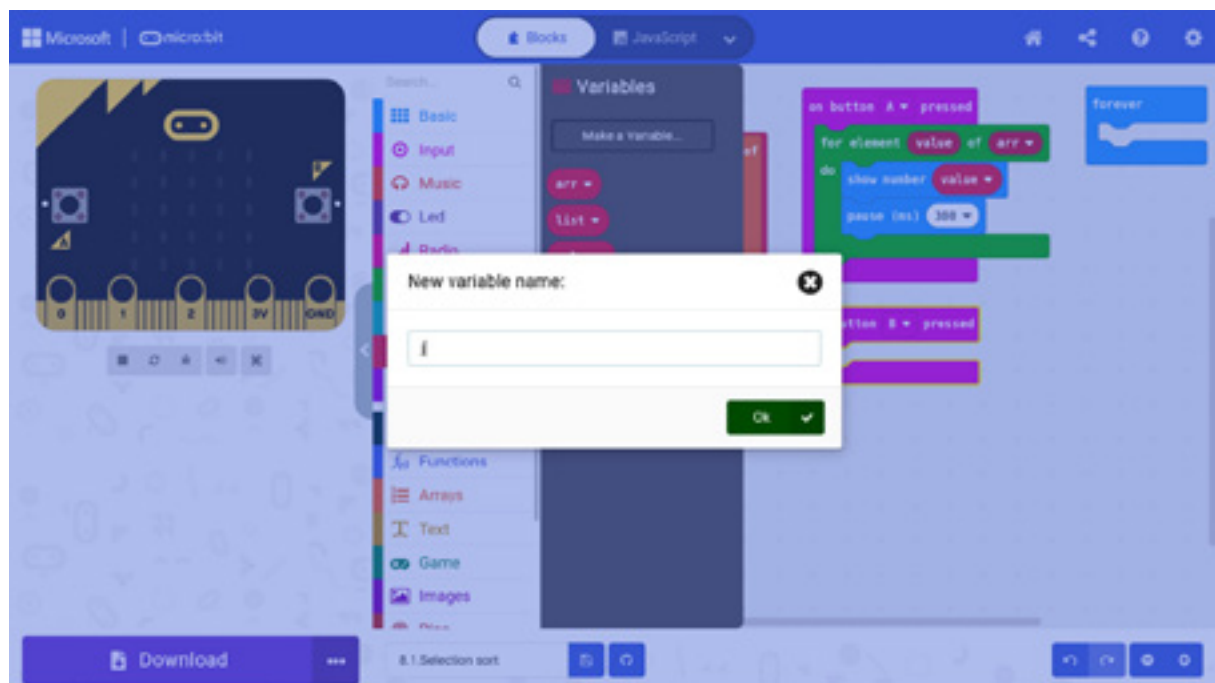 Microsoft | micro:bit
Blocks
JavaScript
Search...
Basic
Input
Music
Led
Radio
Functions
Arrays
Text
Game
Images
Variables
Make a Variable...
arr
list
on button A pressed
for element value of arr
do
show number value
pause (ms) 300
forever
B pressed
New variable name:
Ok
0
1
2
3V
GND
A
Download
8.1.Selection sort